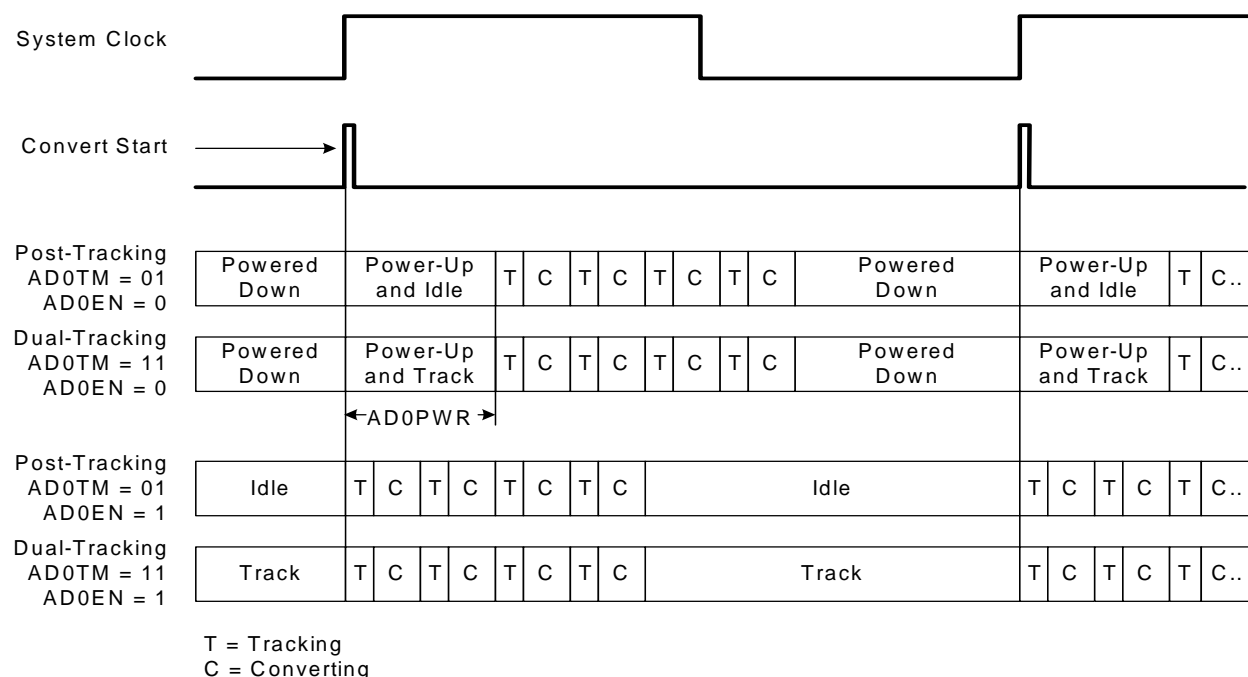 System Clock
Convert Start
Post-Tracking
AD0TM = 01
AD0EN = 0
Powered
Down
Power-Up
and Idle
T C T C T C T C
Powered
Down
Power-Up
and Idle
T C..
Dual-Tracking
AD0TM = 11
AD0EN = 0
Powered
Down
Power-Up
and Track
T C T C T C T C
Powered
Down
Power-Up
and Track
T C..
AD0PWR
Post-Tracking
AD0TM = 01
AD0EN = 1
Idle T C T C T C T C Idle T C T C T C..
Dual-Tracking
AD0TM = 11
AD0EN = 1
Track T C T C T C T C Track T C T C T C..
T = Tracking
C = Converting